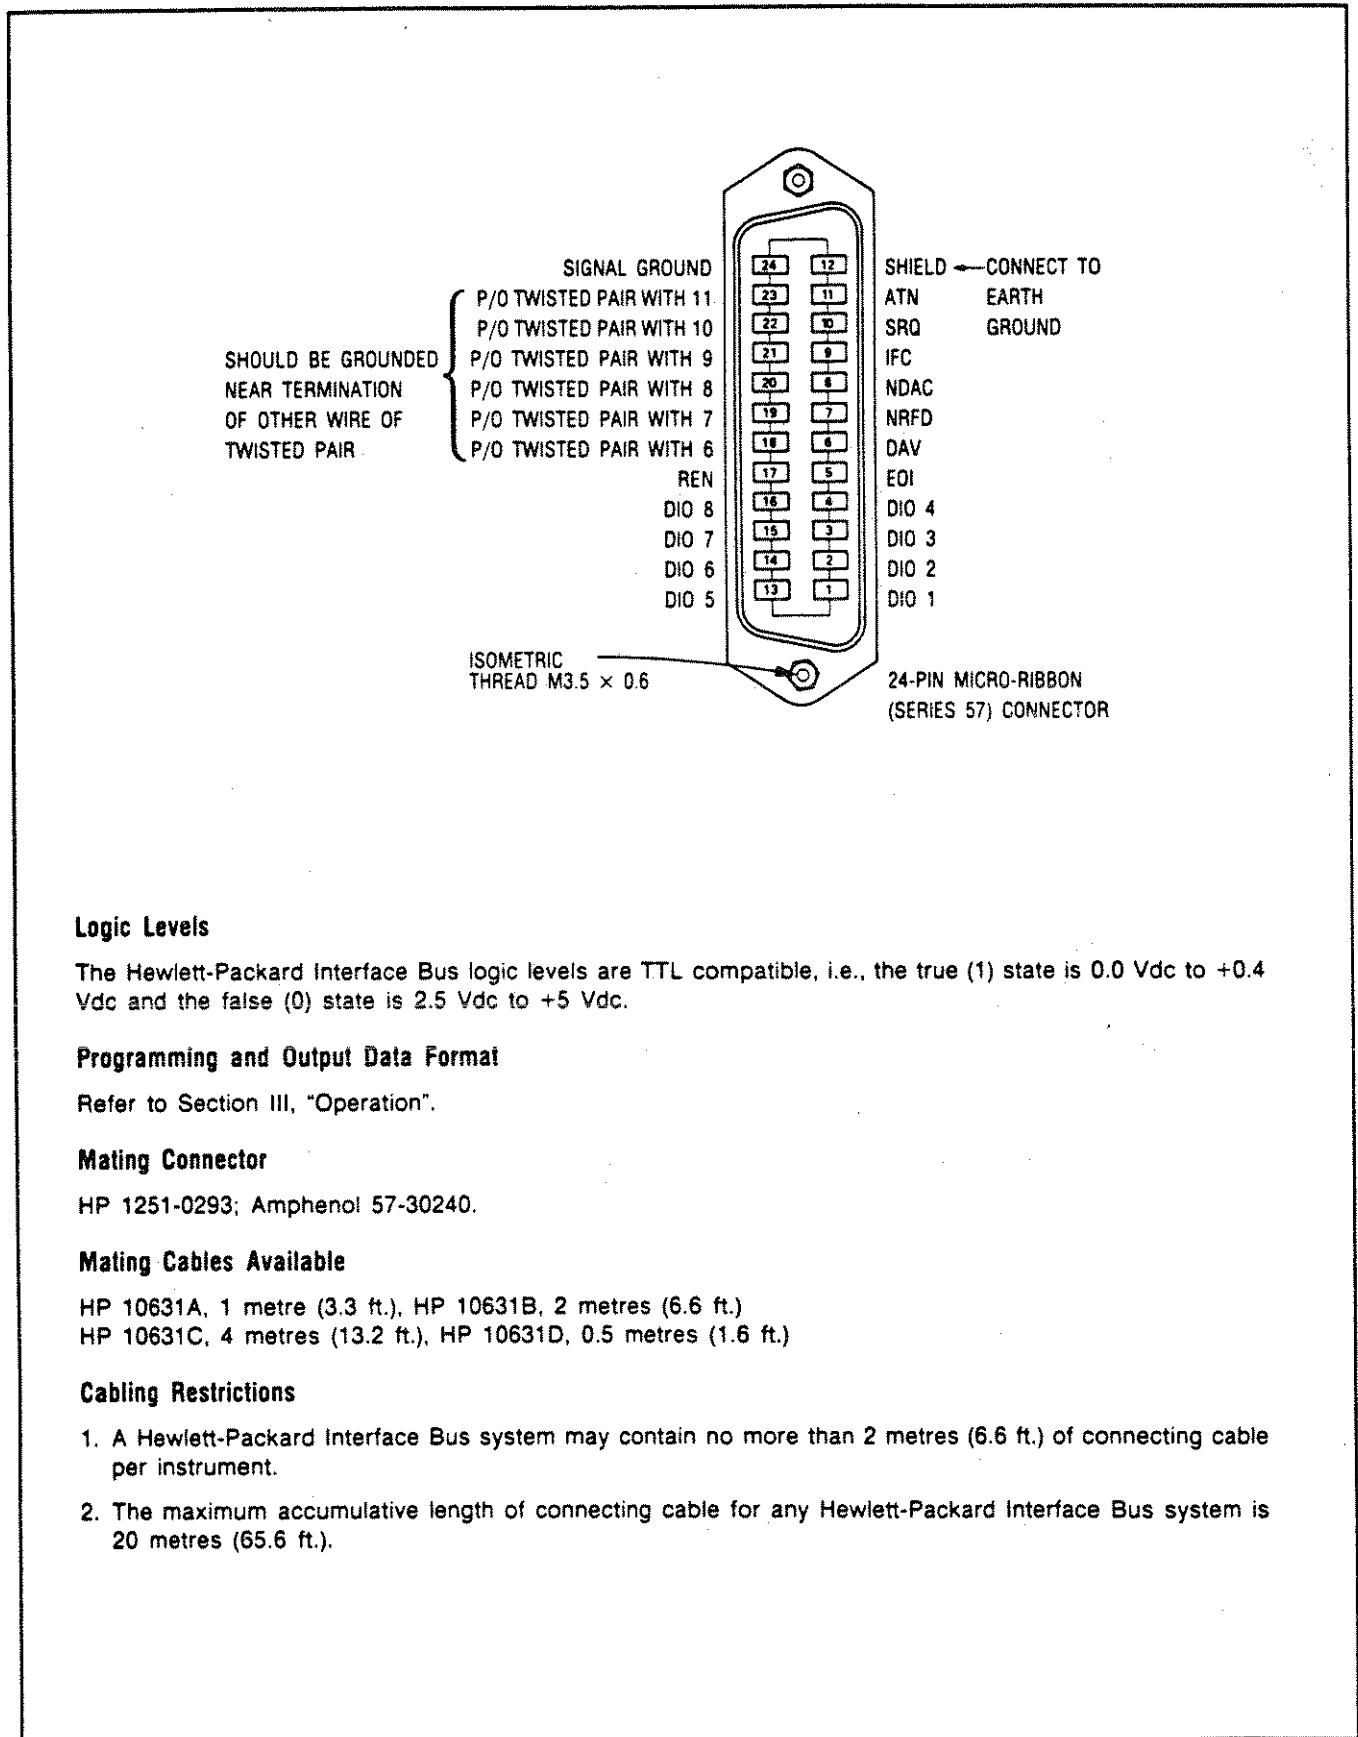 SIGNAL GROUND 24 12 SHIELD ← CONNECT TO
P/O TWISTED PAIR WITH 11 23 11 ATN EARTH
P/O TWISTED PAIR WITH 10 22 10 SRQ GROUND
SHOULD BE GROUNDED P/O TWISTED PAIR WITH 9 21 9 IFC
NEAR TERMINATION P/O TWISTED PAIR WITH 8 20 8 NDAC
OF OTHER WIRE OF P/O TWISTED PAIR WITH 7 19 7 NRFD
TWISTED PAIR P/O TWISTED PAIR WITH 6 18 6 DAV
REN 17 5 EOI
DIO 8 16 4 DIO 4
DIO 7 15 3 DIO 3
DIO 6 14 2 DIO 2
DIO 5 13 1 DIO 1
ISOMETRIC
THREAD M3.5 × 0.6
24-PIN MICRO-RIBBON
(SERIES 57) CONNECTOR
Logic Levels
The Hewlett-Packard Interface Bus logic levels are TTL compatible, i.e., the true (1) state is 0.0 Vdc to +0.4
Vdc and the false (0) state is 2.5 Vdc to +5 Vdc.
Programming and Output Data Format
Refer to Section III, "Operation".
Mating Connector
HP 1251-0293; Amphenol 57-30240.
Mating Cables Available
HP 10631A, 1 metre (3.3 ft.), HP 10631B, 2 metres (6.6 ft.)
HP 10631C, 4 metres (13.2 ft.), HP 10631D, 0.5 metres (1.6 ft.)
Cabling Restrictions
1. A Hewlett-Packard Interface Bus system may contain no more than 2 metres (6.6 ft.) of connecting cable
per instrument.
2. The maximum accumulative length of connecting cable for any Hewlett-Packard Interface Bus system is
20 metres (65.6 ft.).